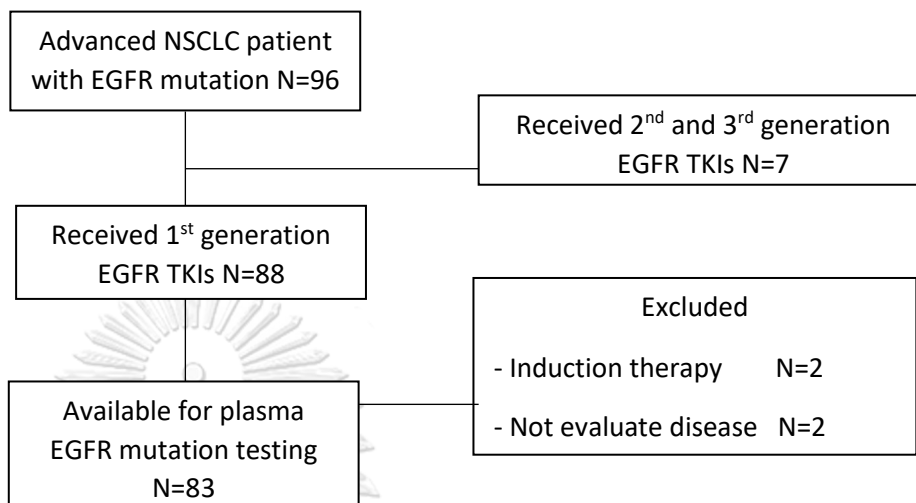 Advanced NSCLC patient
with EGFR mutation N=96
Received 2nd and 3rd generation
EGFR TKIs N=7
Received 1st generation
EGFR TKIs N=88
Excluded
- Induction therapy N=2
- Not evaluate disease N=2
Available for plasma
EGFR mutation testing
N=83